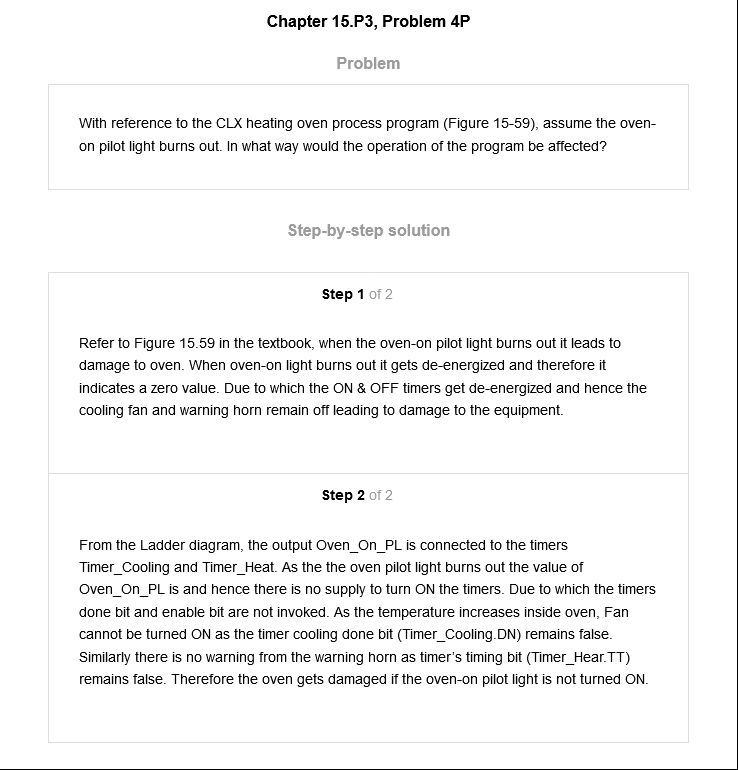 Chapter 15.P3, Problem 4P
Problem
With reference to the CLX heating oven process program (Figure 15-59), assume the oven-
on pilot light burns out. In what way would the operation of the program be affected?
Step-by-step solution
Step 1 of 2
Refer to Figure 15.59 in the textbook, when the oven-on pilot light burns out it leads to
damage to oven. When oven-on light burns out it gets de-energized and therefore it
indicates a zero value. Due to which the ON & OFF timers get de-energized and hence the
cooling fan and warning horn remain off leading to damage to the equipment.
Step 2 of 2
From the Ladder diagram, the output Oven_On_PL is connected to the timers
Timer_Cooling and Timer_Heat. As the the oven pilot light burns out the value of
Oven_On_PL is and hence there is no supply to turn ON the timers. Due to which the timers
done bit and enable bit are not invoked. As the temperature increases inside oven, Fan
cannot be turned ON as the timer cooling done bit (Timer_Cooling.DN) remains false.
Similarly there is no warning from the warning horn as timer's timing bit (Timer_Hear.TT)
remains false. Therefore the oven gets damaged if the oven-on pilot light is not turned ON.